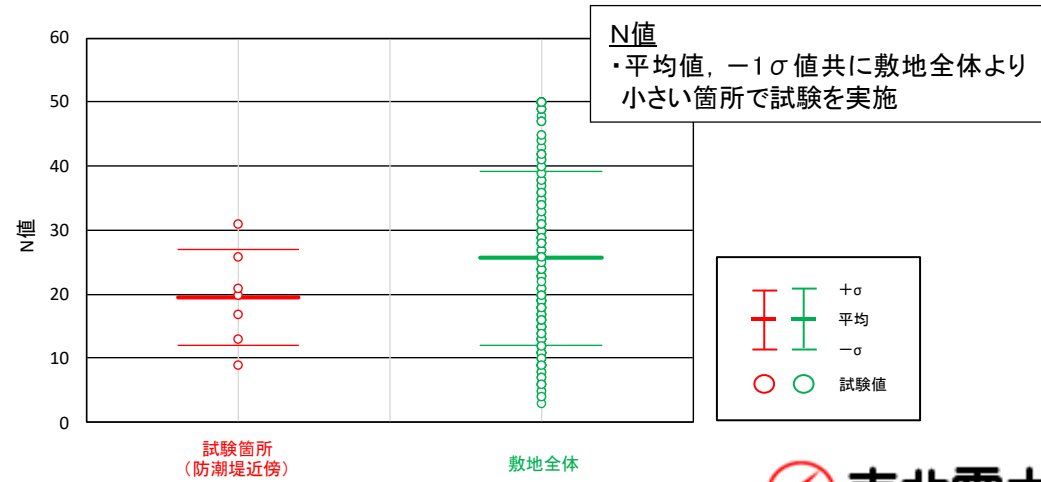 N値
・平均値，－1σ値共に敷地全体より
小さい箇所で試験を実施
60
50
40
30
20
10
0
N値
試験箇所
（防潮堤近傍）
敷地全体
＋σ
平均
－σ
試験値